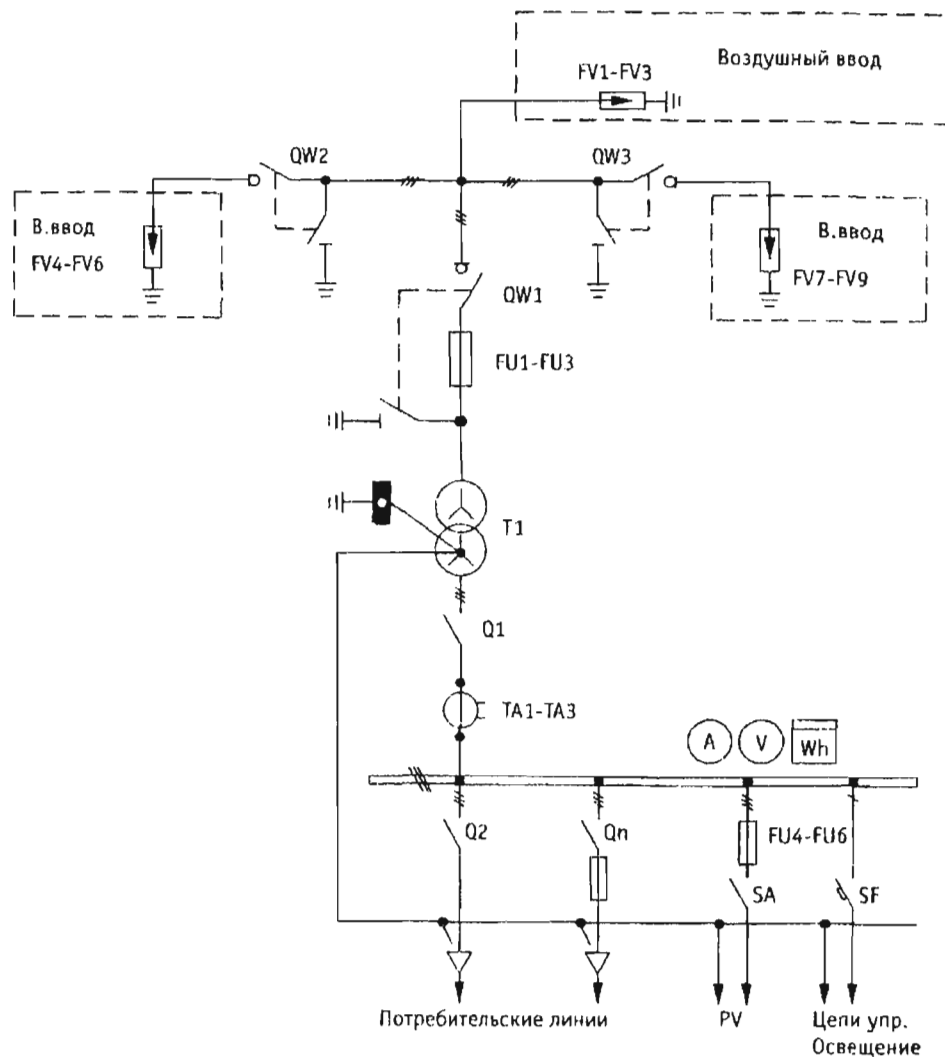 Воздушный ввод
FV1-FV3
QW2
QW3
В.ввод
FV4-FV6
В.ввод
FV7-FV9
QW1
FU1-FU3
T1
Q1
TA1-TA3
A
V
Wh
Q2
Qn
FU4-FU6
SA
SF
Потребительские линии
PV
Цепи упр.
Освещение